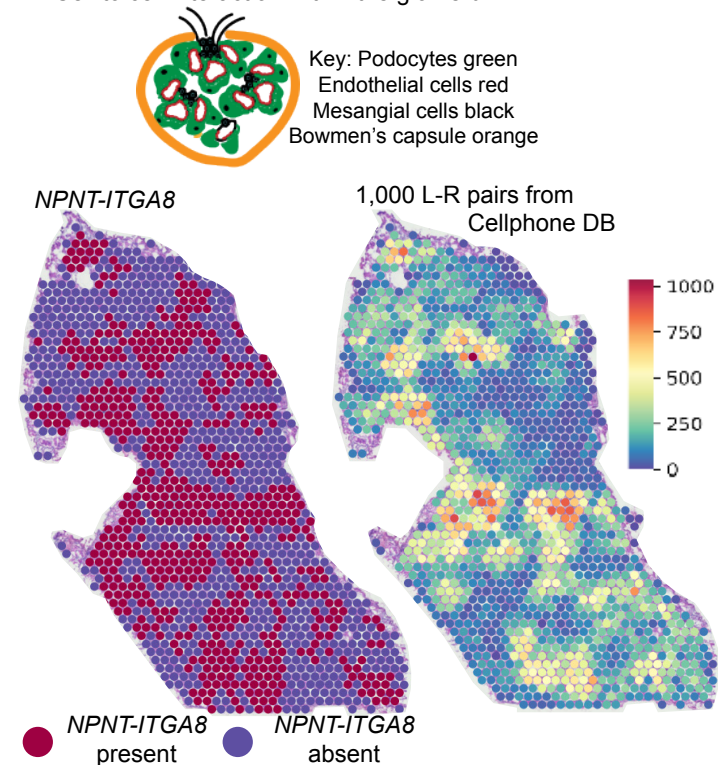 Key: Podocytes green
Endothelial cells red
Mesangial cells black
Bowmen's capsule orange
NPNT-ITGA8
1,000 L-R pairs from
Cellphone DB
1000
750
500
250
0
NPNT-ITGA8
present
NPNT-ITGA8
absent